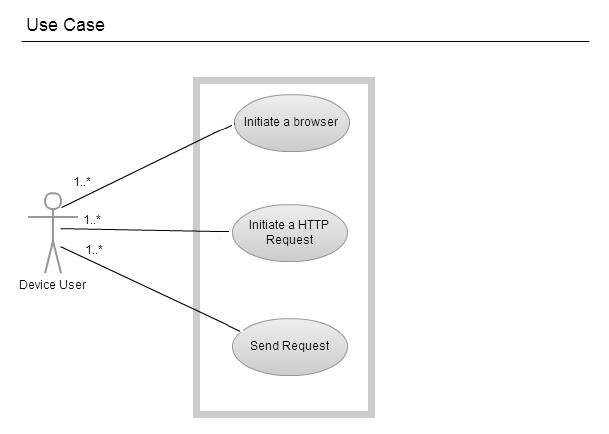 Use Case
Initiate a browser
1..*
1..*
Initiate a HTTP
Request
1..*
Device User
Send Request